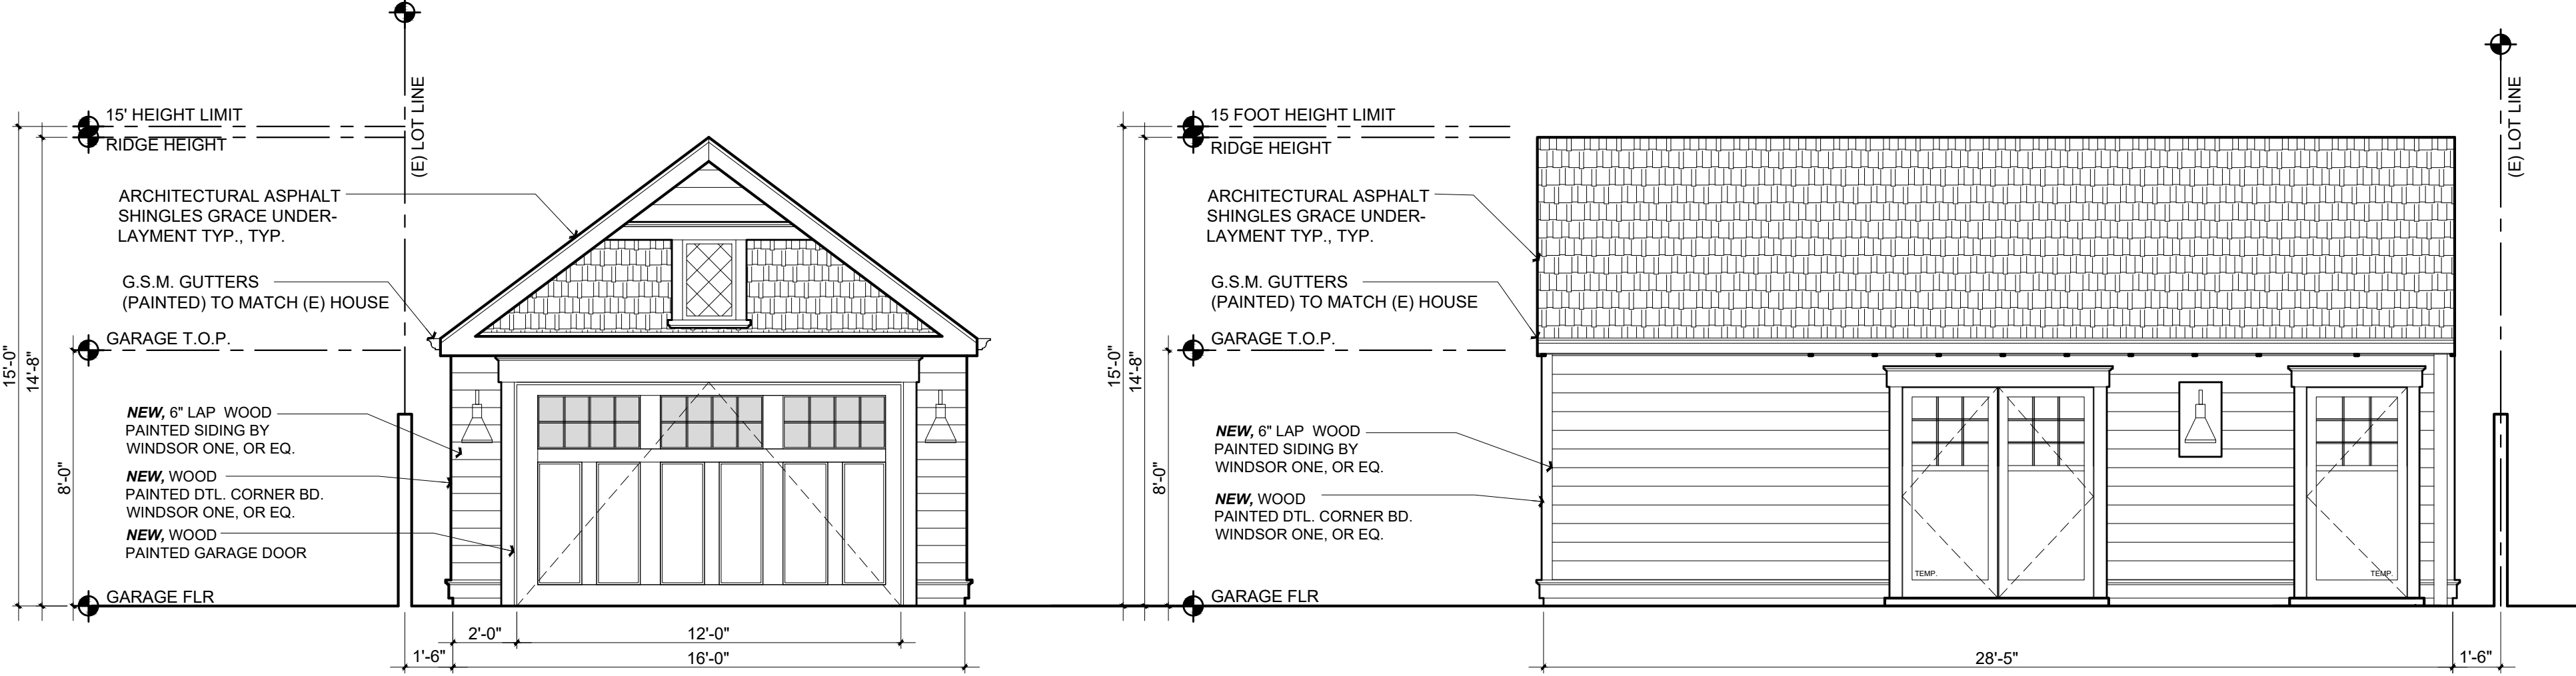 (E) LOT LINE
15' HEIGHT LIMIT
RIDGE HEIGHT
ARCHITECTURAL ASPHALT
SHINGLES GRACE UNDER-
LAYMENT TYP., TYP.
G.S.M. GUTTERS
(PAINTED) TO MATCH (E) HOUSE
GARAGE T.O.P.
15'-0"
14'-8"
8'-0"
NEW, 6" LAP WOOD
PAINTED SIDING BY
WINDSOR ONE, OR EQ.
NEW, WOOD
PAINTED DTL. CORNER BD.
WINDSOR ONE, OR EQ.
NEW, WOOD
PAINTED GARAGE DOOR
GARAGE FLR
2'-0"
12'-0"
1'-6"
16'-0"
15 FOOT HEIGHT LIMIT
RIDGE HEIGHT
(E) LOT LINE
ARCHITECTURAL ASPHALT
SHINGLES GRACE UNDER-
LAYMENT TYP., TYP.
G.S.M. GUTTERS
(PAINTED) TO MATCH (E) HOUSE
GARAGE T.O.P.
15'-0"
14'-8"
8'-0"
NEW, 6" LAP WOOD
PAINTED SIDING BY
WINDSOR ONE, OR EQ.
NEW, WOOD
PAINTED DTL. CORNER BD.
WINDSOR ONE, OR EQ.
TEMP.
TEMP.
GARAGE FLR
28'-5"
1'-6"